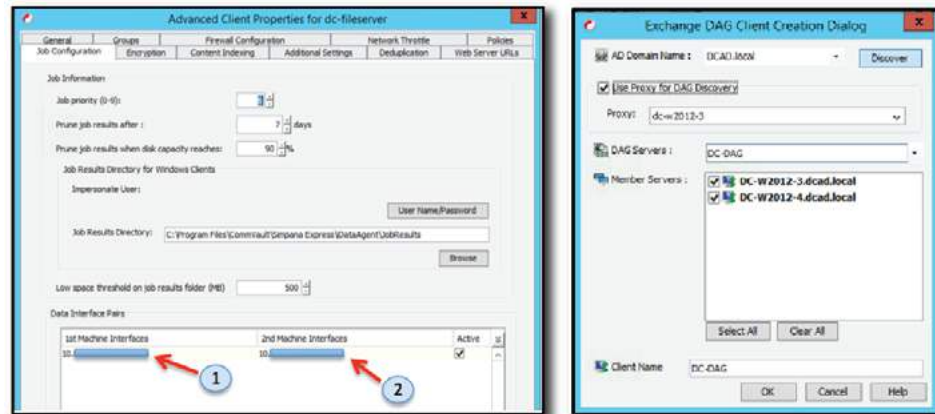 Advanced Client Properties for dc-fileserver
General Groups Firewall Configuration Network Throttle Policies
Job Configuration Encryption Content Indexing Additional Settings Deduplication Web Server URLs
Job Information
Job priority (0-9):
Prune job results after : 7 days
Prune job results when disk capacity reaches: 90 %
Job Results Directory for Windows Clients
Impersonate User:
User Name/Password
Job Results Directory: C:\Program Files\CommVault\Simpana Express\iDataAgent\JobResults
Browse
Low space threshold on job results folder (MB) 500
Data Interface Pairs
1st Machine Interfaces 2nd Machine Interfaces Active
10. 10.
1
2
Exchange DAG Client Creation Dialog
AD Domain Name : DCAD.local Discover
Use Proxy for DAG Discovery
Proxy: dc-w2012-3
DAG Servers : DC-DAG
Member Servers : DC-W2012-3.dcad.local
DC-W2012-4.dcad.local
Select All Clear All
Client Name DC-DAG
OK Cancel Help